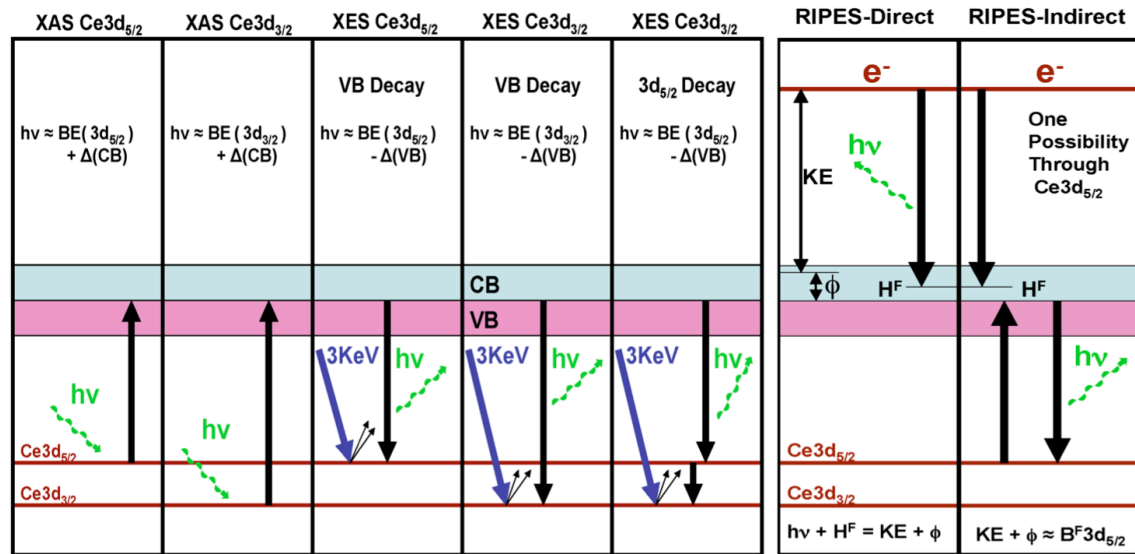 XAS Ce3d5/2
XAS Ce3d3/2
XES Ce3d5/2
XES Ce3d3/2
XES Ce3d3/2
RIPES-Direct
RIPES-Indirect
hν ≈ BE( 3d5/2)
+ Δ(CB)
hν ≈ BE( 3d3/2)
+ Δ(CB)
VB Decay
hν ≈ BE( 3d5/2)
- Δ(VB)
VB Decay
hν ≈ BE( 3d3/2)
- Δ(VB)
3d5/2 Decay
hν ≈ BE( 3d5/2)
- Δ(VB)
e-
e-
KE
hν
One
Possibility
Through
Ce3d5/2
CB
VB
ϕ
HF
HF
hν
hν
3KeV
hν
3KeV
hν
3KeV
hν
hν
Ce3d5/2
Ce3d3/2
Ce3d5/2
Ce3d3/2
hν + HF = KE + ϕ
KE + ϕ ≈ BF3d5/2